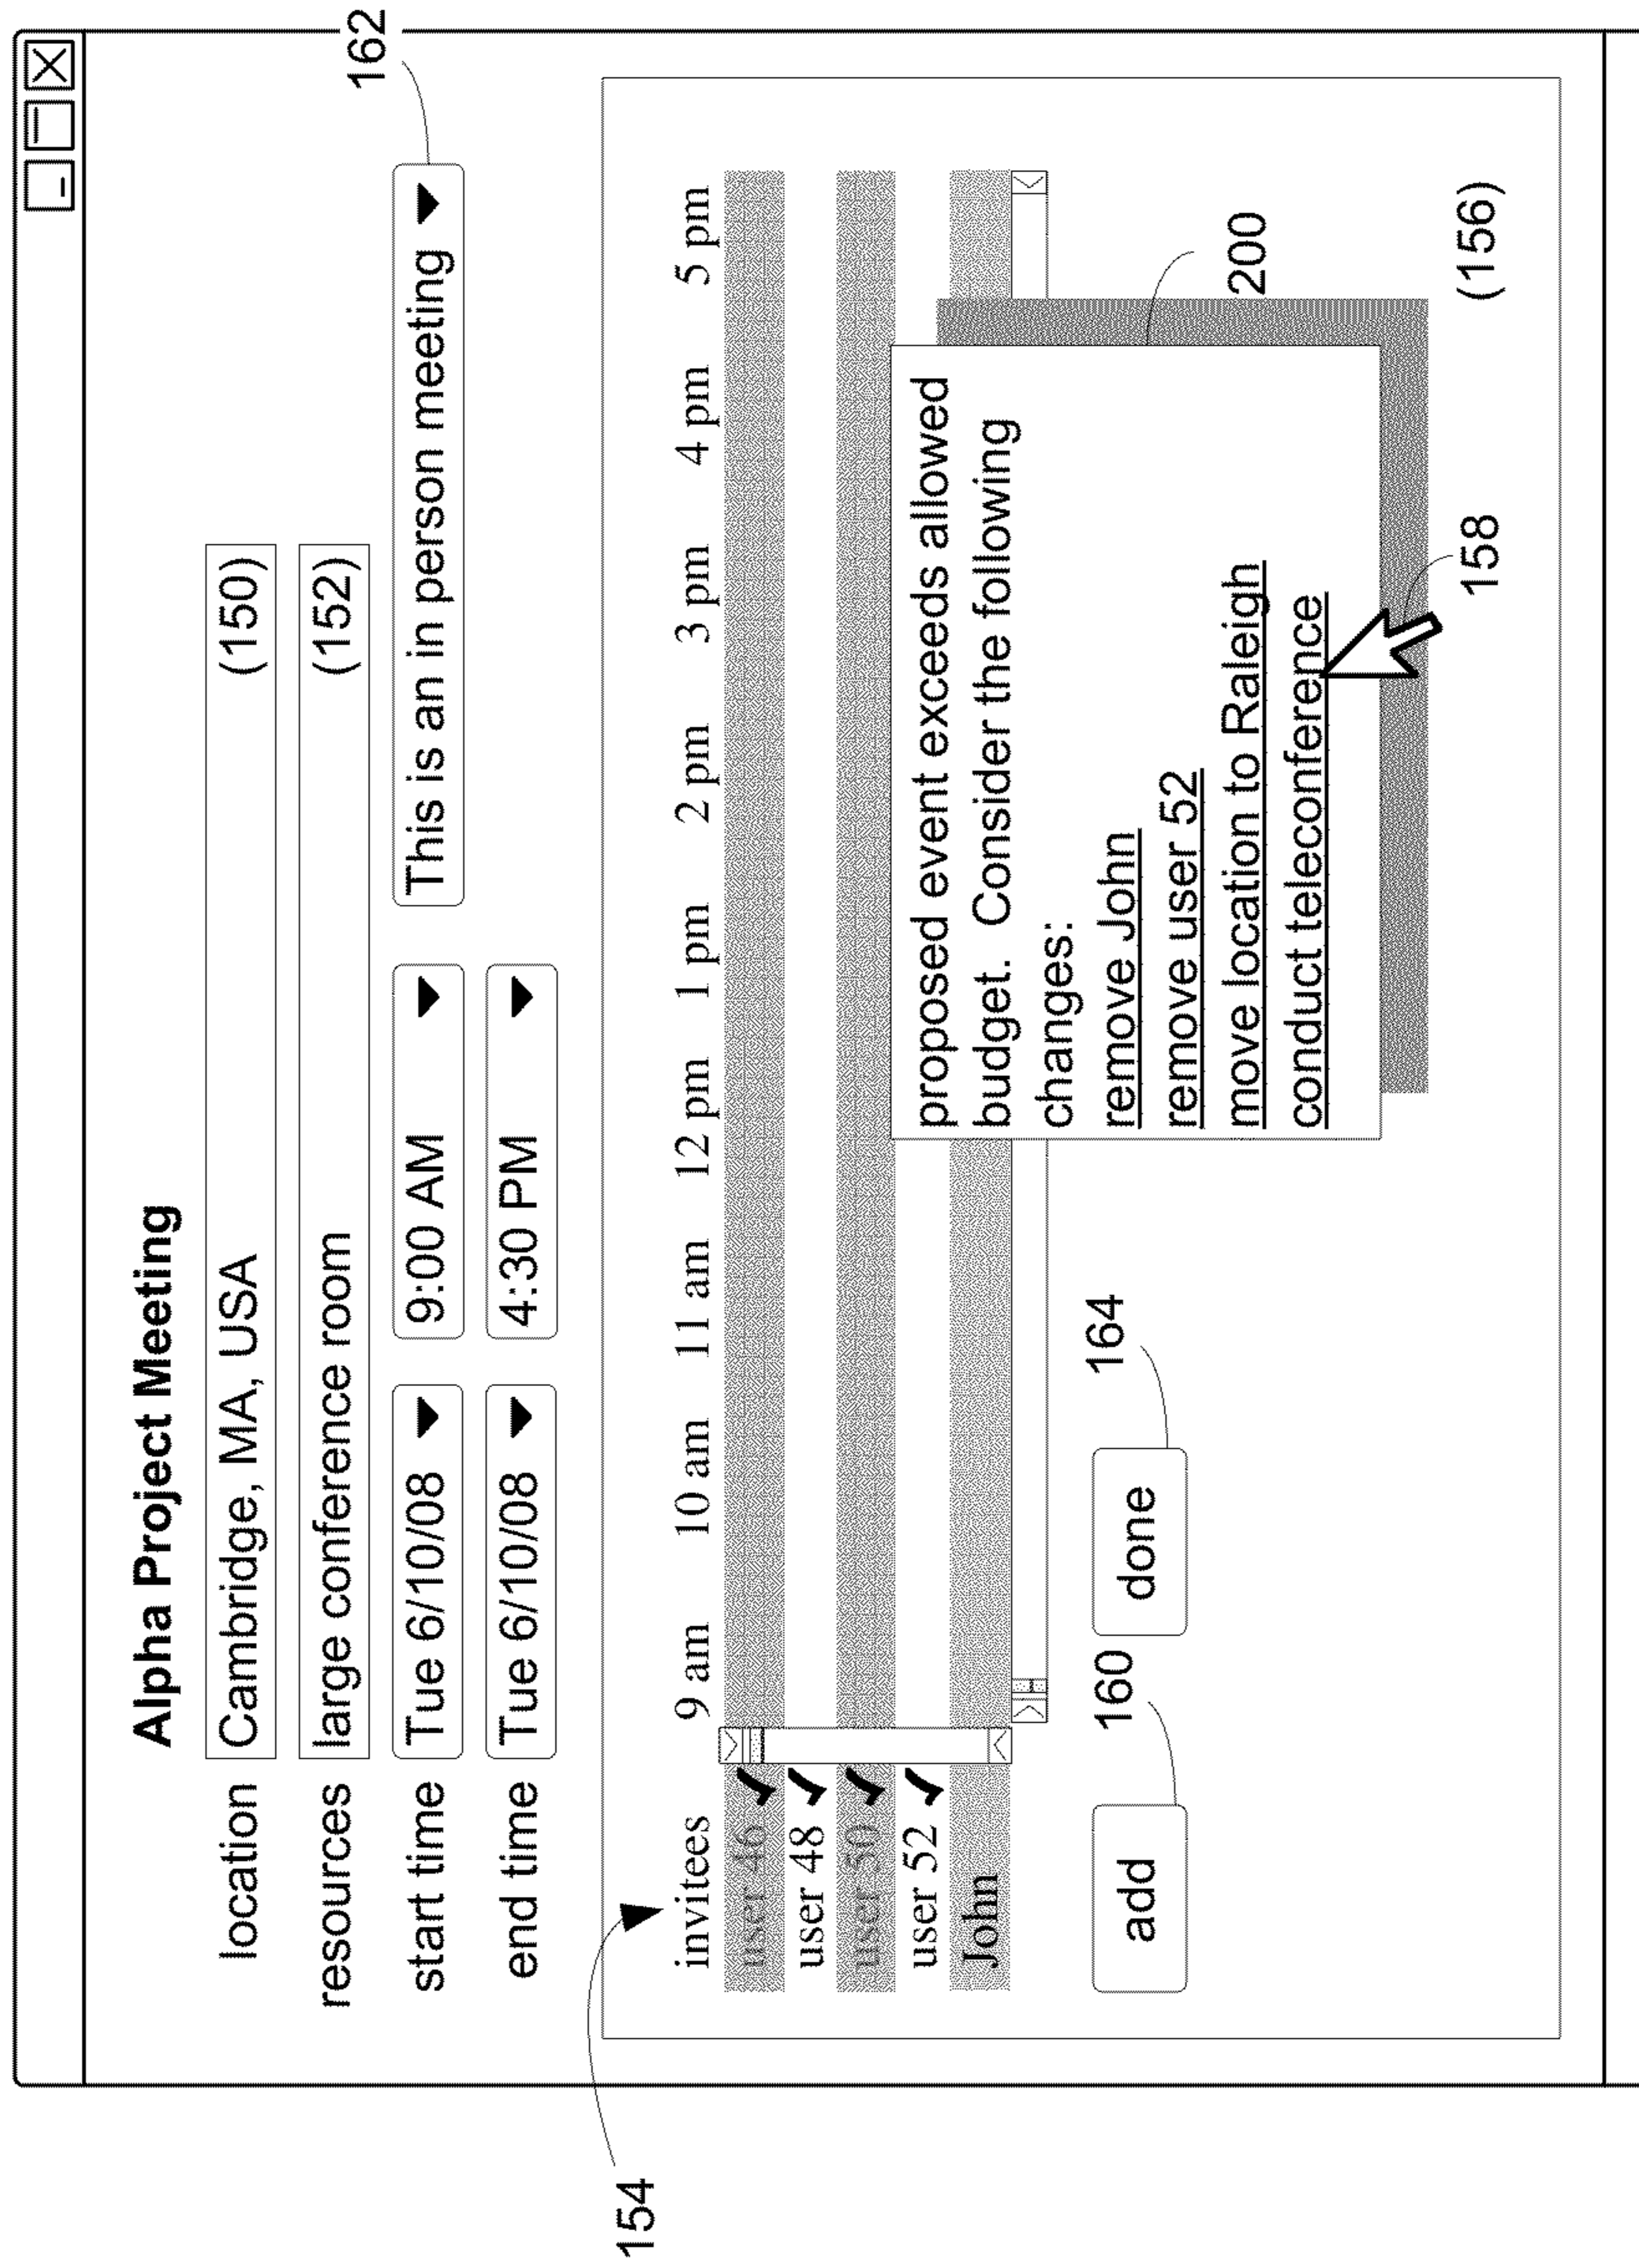 Alpha Project Meeting
location Cambridge, MA, USA (150)
resources large conference room (152)
start time Tue 6/10/08 9:00 AM This is an in person meeting 162
end time Tue 6/10/08 4:30 PM
154
invitees 9 am 10 am 11 am 12 pm 1 pm 2 pm 3 pm 4 pm 5 pm
user 46
user 48
user 50
user 52
John
proposed event exceeds allowed
budget. Consider the following
changes:
remove John
remove user 52
move location to Raleigh
conduct teleconference
200
add 160 done 164
158 (156)